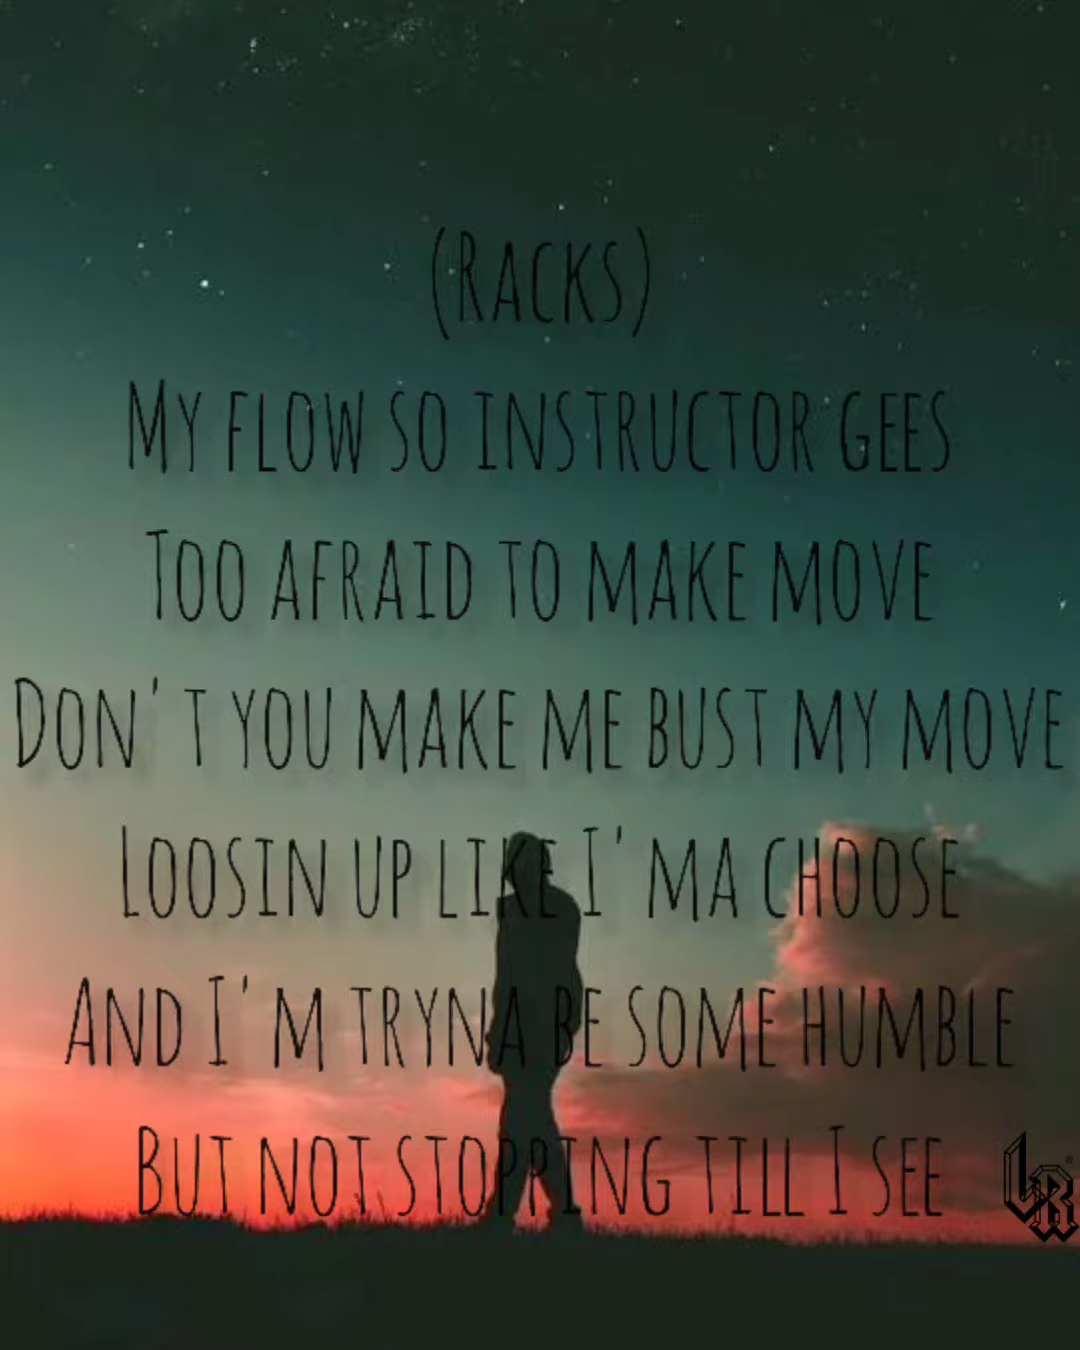 (Racks)
My flow so instructor gees
Too afraid to make move
Don't you make me bust my move
Loosin up like I'ma choose
And I'm tryna be some humble
But not stopping till I see